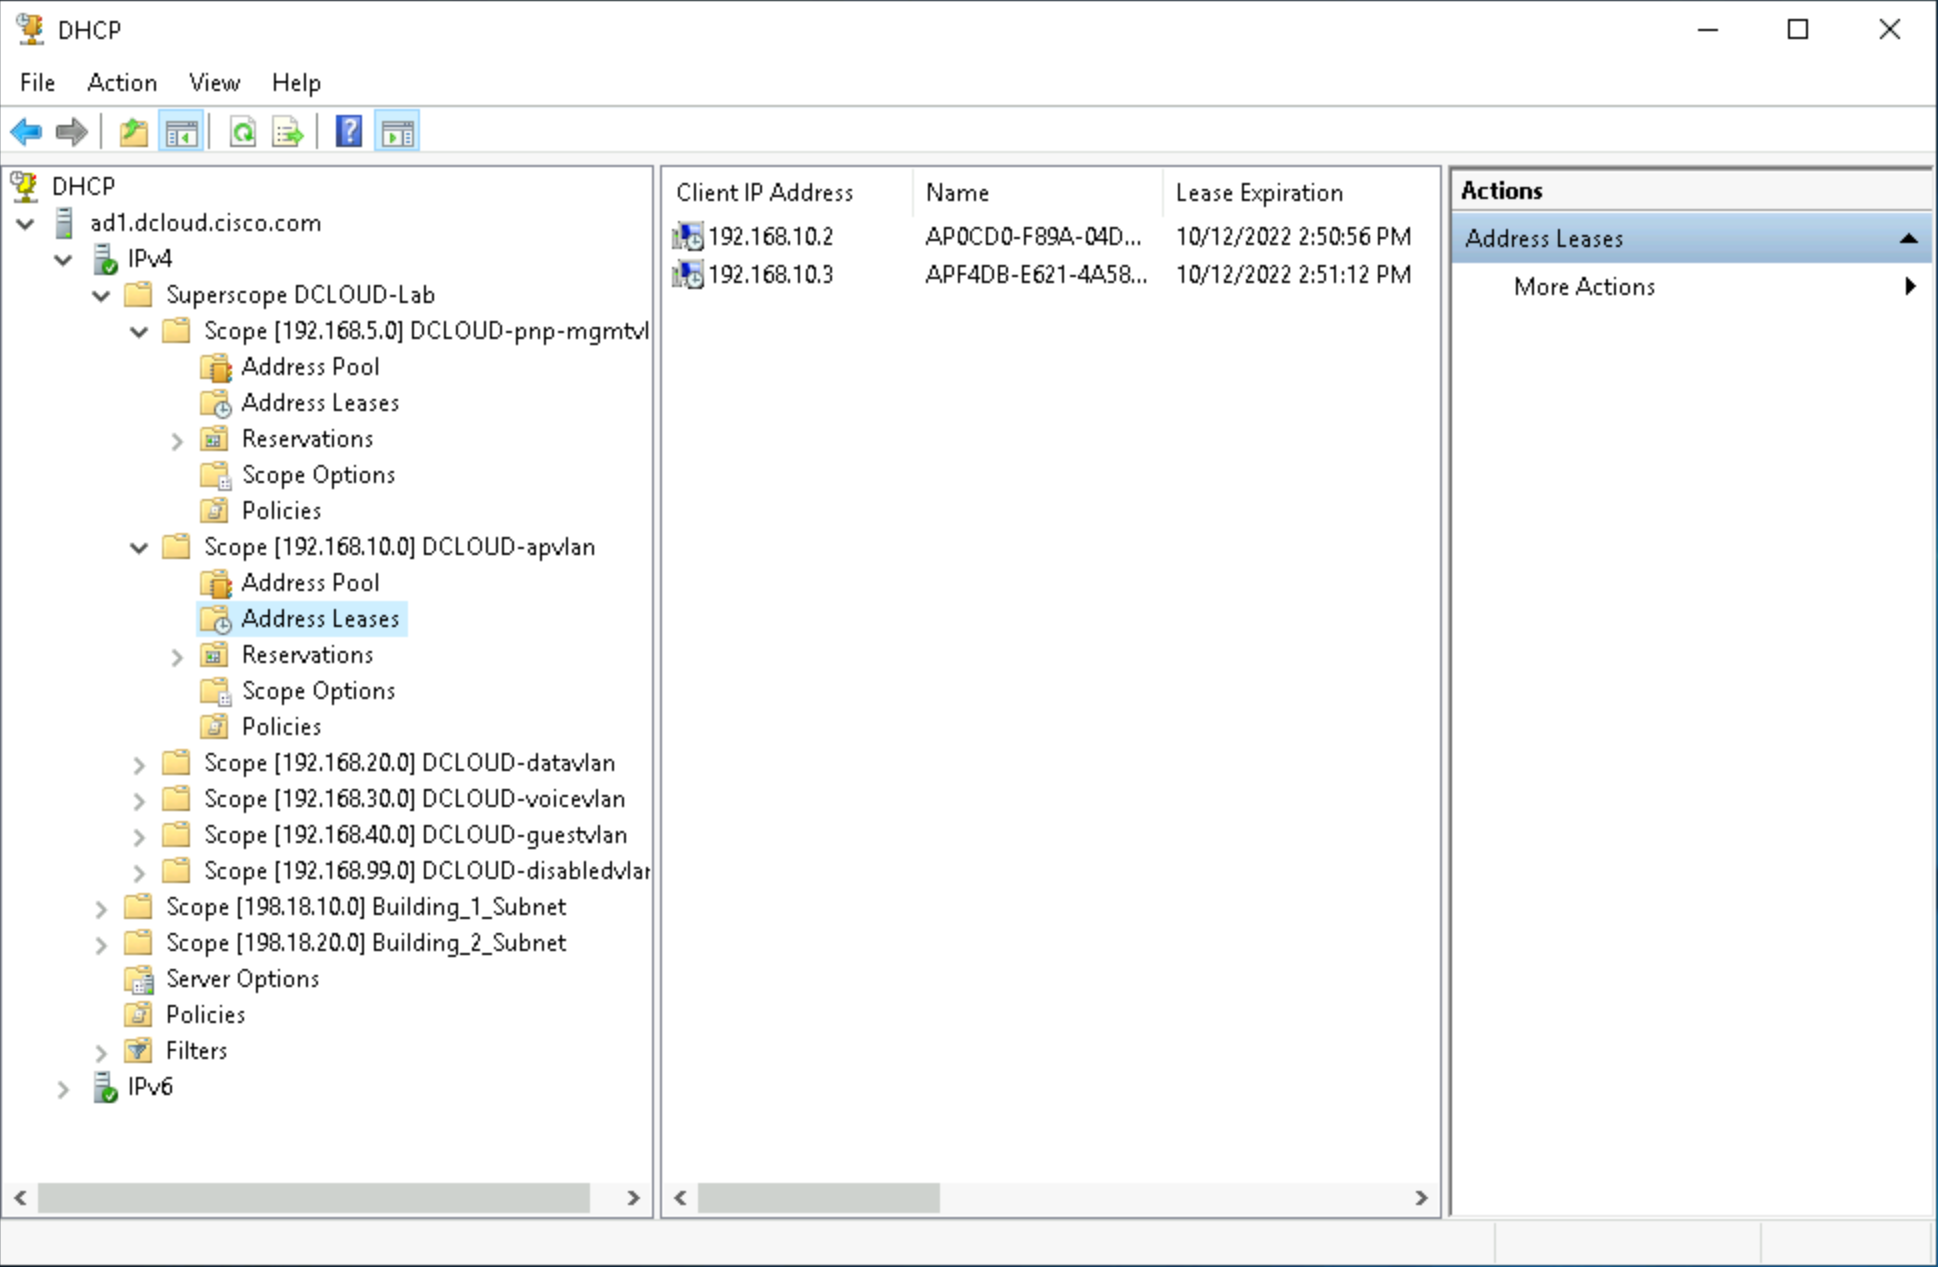 DHCP
File Action View Help
DHCP
ad1.dcloud.cisco.com
IPv4
Superscope DCLOUD-Lab
Scope [192.168.5.0] DCLOUD-pnp-mgmtvl
Address Pool
Address Leases
Reservations
Scope Options
Policies
Scope [192.168.10.0] DCLOUD-apvlan
Address Pool
Address Leases
Reservations
Scope Options
Policies
Scope [192.168.20.0] DCLOUD-datavlan
Scope [192.168.30.0] DCLOUD-voicevlan
Scope [192.168.40.0] DCLOUD-guestvlan
Scope [192.168.99.0] DCLOUD-disabledvlan
Scope [198.18.10.0] Building_1_Subnet
Scope [198.18.20.0] Building_2_Subnet
Server Options
Policies
Filters
IPv6
Client IP Address Name Lease Expiration
192.168.10.2 AP0CD0-F89A-04D... 10/12/2022 2:50:56 PM
192.168.10.3 APF4DB-E621-4A58... 10/12/2022 2:51:12 PM
Actions
Address Leases
More Actions